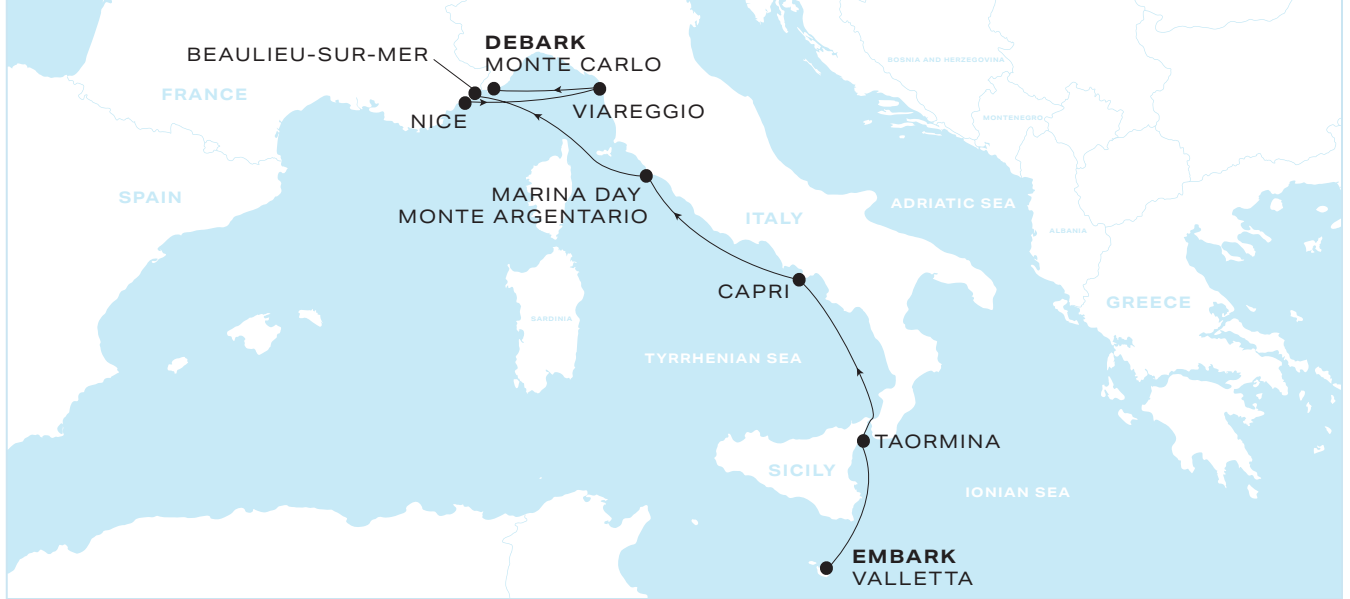 DEBARK
BEAULIEU-SUR-MER
MONTE CARLO
BOSNIA AND HERZEGOVINA
FRANCE
VIAREGGIO
MONTENEGRO
NICE
MARINA DAY
MONTE ARGENTARIO
SPAIN
ADRIATIC SEA
ITALY
ALBANIA
CAPRI
GREECE
SARDINIA
TYRRHENIAN SEA
TAORMINA
SICILY
IONIAN SEA
EMBARK
VALLETTA